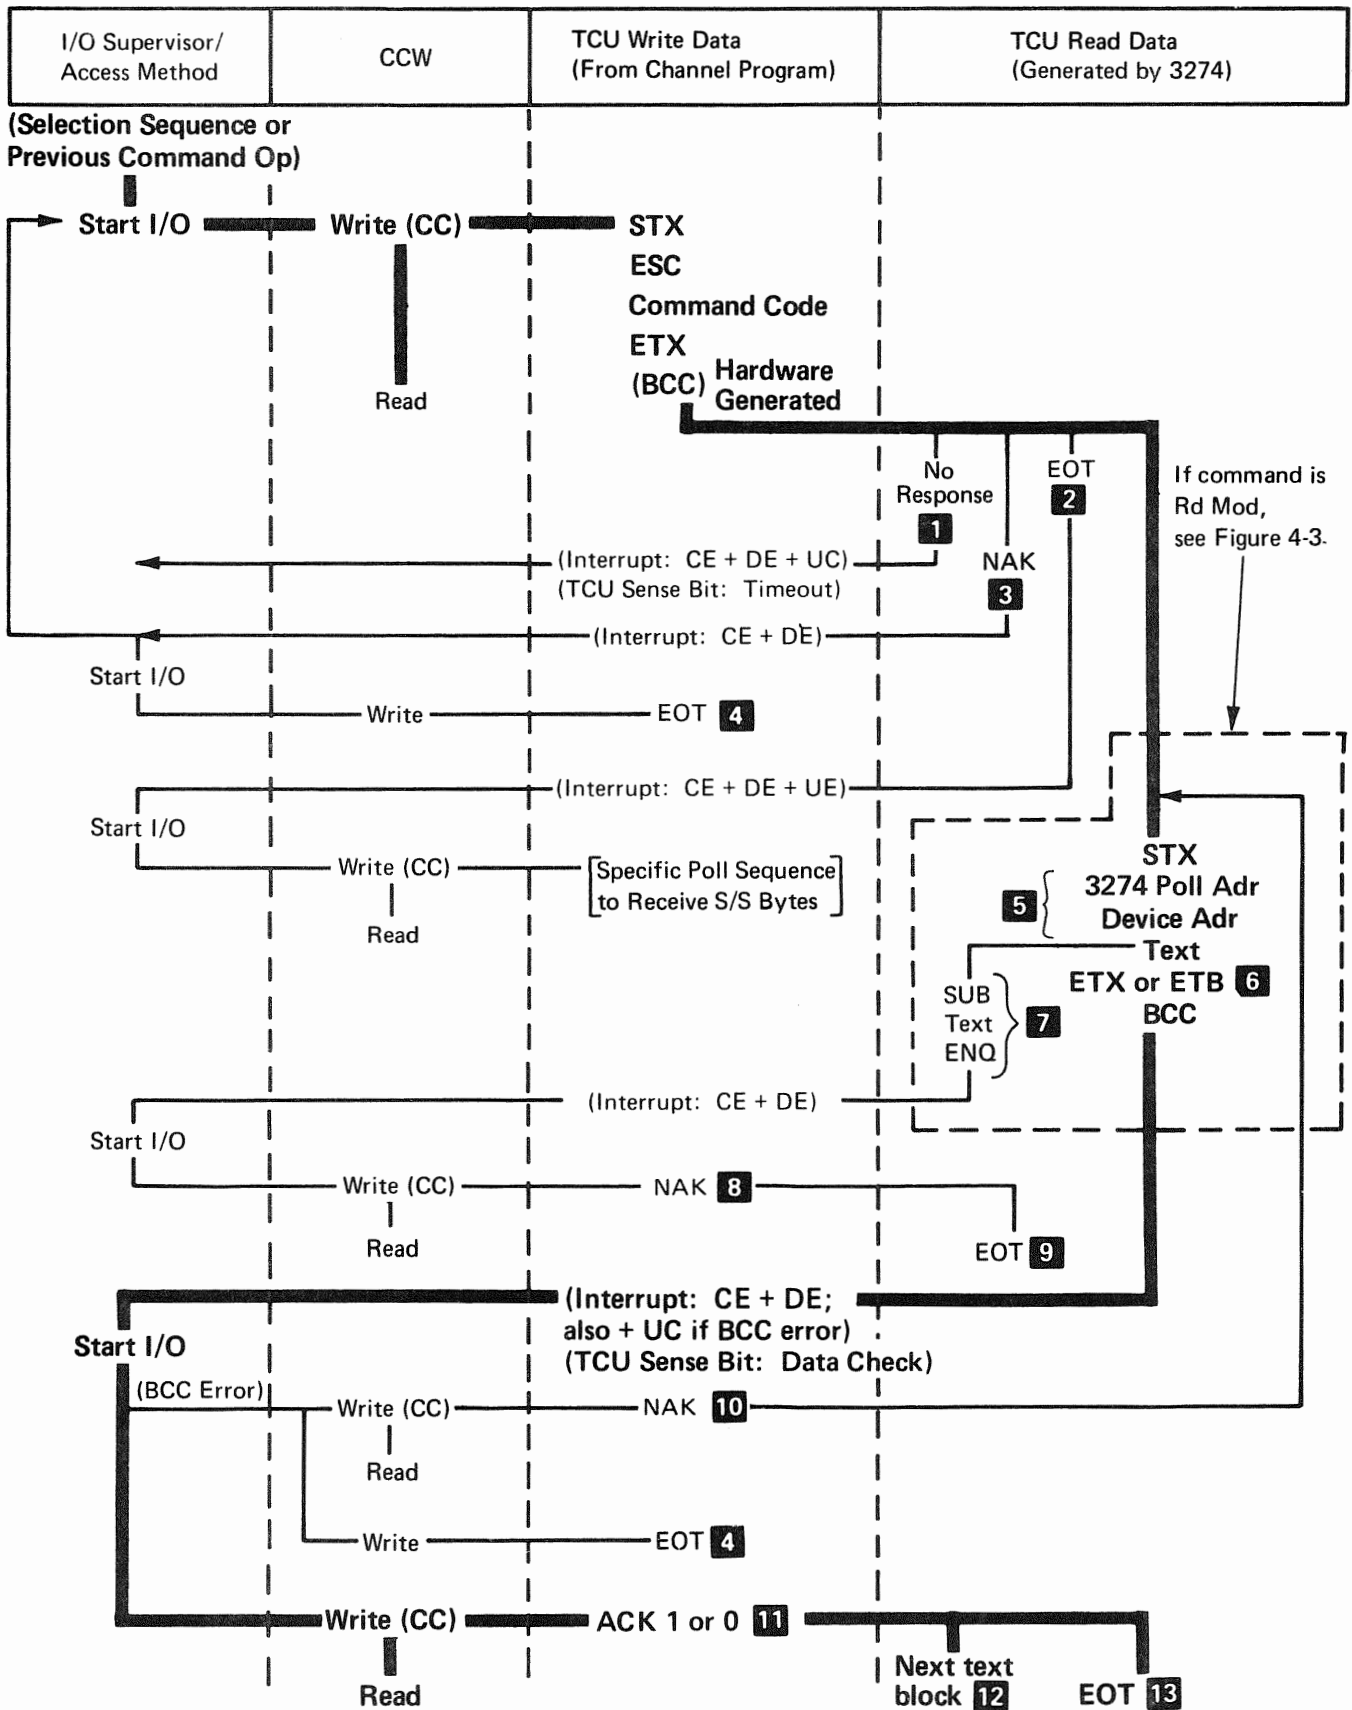 I/O Supervisor/
Access Method
CCW
TCU Write Data
(From Channel Program)
TCU Read Data
(Generated by 3274)
(Selection Sequence or
Previous Command Op)
Start I/O
Write (CC)
STX
ESC
Command Code
ETX
(BCC) Hardware
Generated
Read
No
Response
1
EOT
2
NAK
3
If command is
Rd Mod,
see Figure 4-3.
(Interrupt: CE + DE + UC)
(TCU Sense Bit: Timeout)
(Interrupt: CE + DE)
Start I/O
Write
EOT 4
(Interrupt: CE + DE + UE)
Start I/O
Write (CC)
[Specific Poll Sequence
to Receive S/S Bytes]
Read
STX
5 { 3274 Poll Adr
Device Adr
Text
ETX or ETB 6
BCC
SUB
Text } 7
ENQ
(Interrupt: CE + DE)
Start I/O
Write (CC)
NAK 8
Read
EOT 9
(Interrupt: CE + DE;
also + UC if BCC error)
(TCU Sense Bit: Data Check)
Start I/O
(BCC Error)
Write (CC)
NAK 10
Read
Write
EOT 4
Write (CC)
ACK 1 or 0 11
Read
Next text
block 12
EOT 13